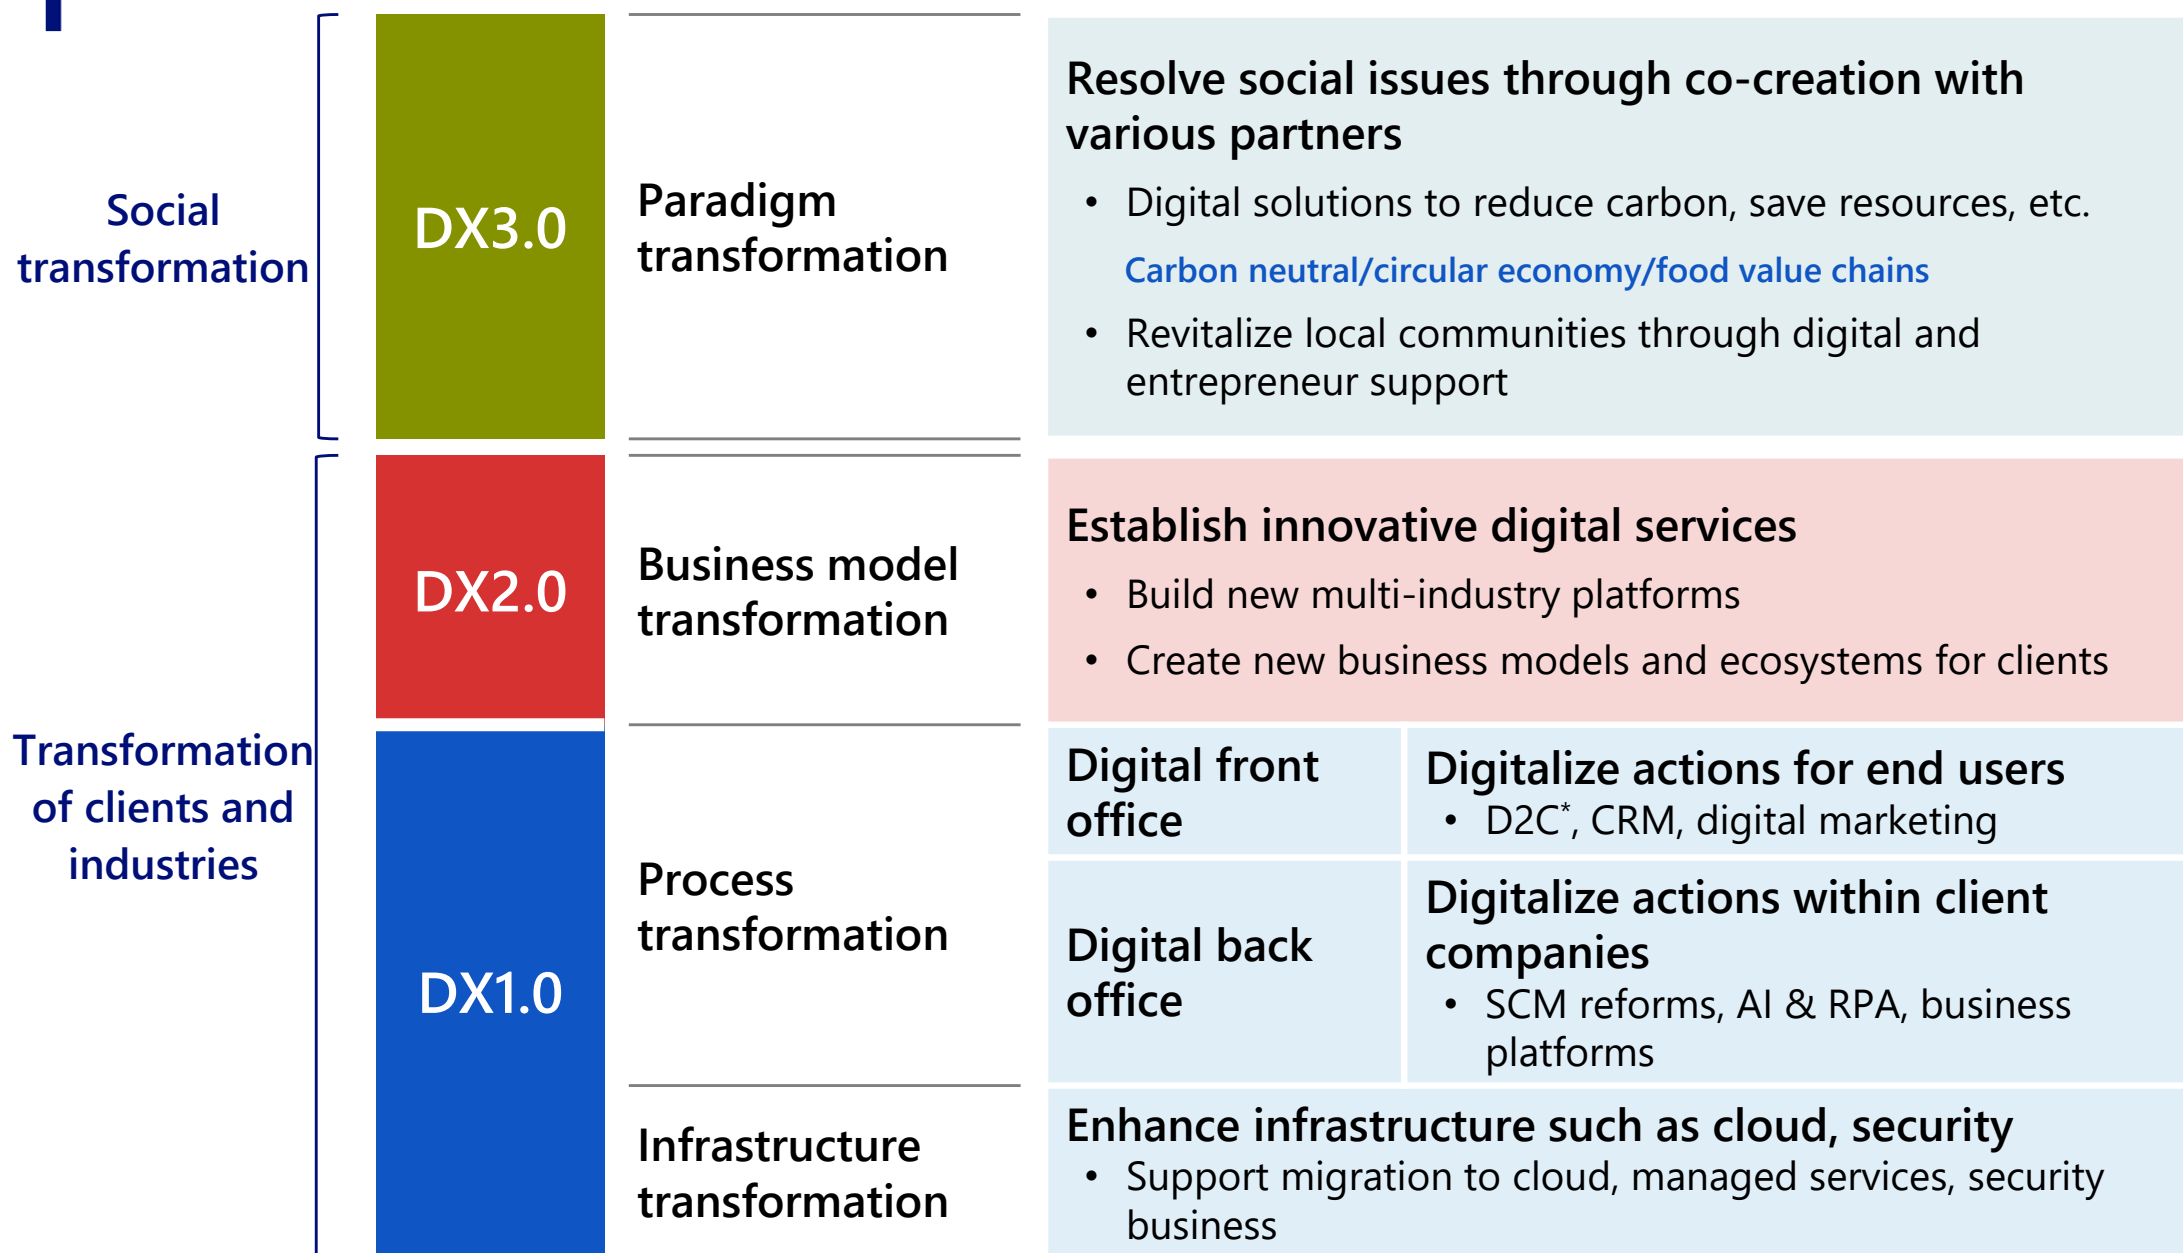 Social
transformation
DX3.0
Paradigm
transformation
Resolve social issues through co-creation with
various partners
• Digital solutions to reduce carbon, save resources, etc.
Carbon neutral/circular economy/food value chains
• Revitalize local communities through digital and
entrepreneur support
Transformation
of clients and
industries
DX2.0
Business model
transformation
Establish innovative digital services
• Build new multi-industry platforms
• Create new business models and ecosystems for clients
DX1.0
Process
transformation
Digital front
office
Digitalize actions for end users
• D2C*, CRM, digital marketing
Digital back
office
Digitalize actions within client
companies
• SCM reforms, AI & RPA, business
platforms
Infrastructure
transformation
Enhance infrastructure such as cloud, security
• Support migration to cloud, managed services, security
business